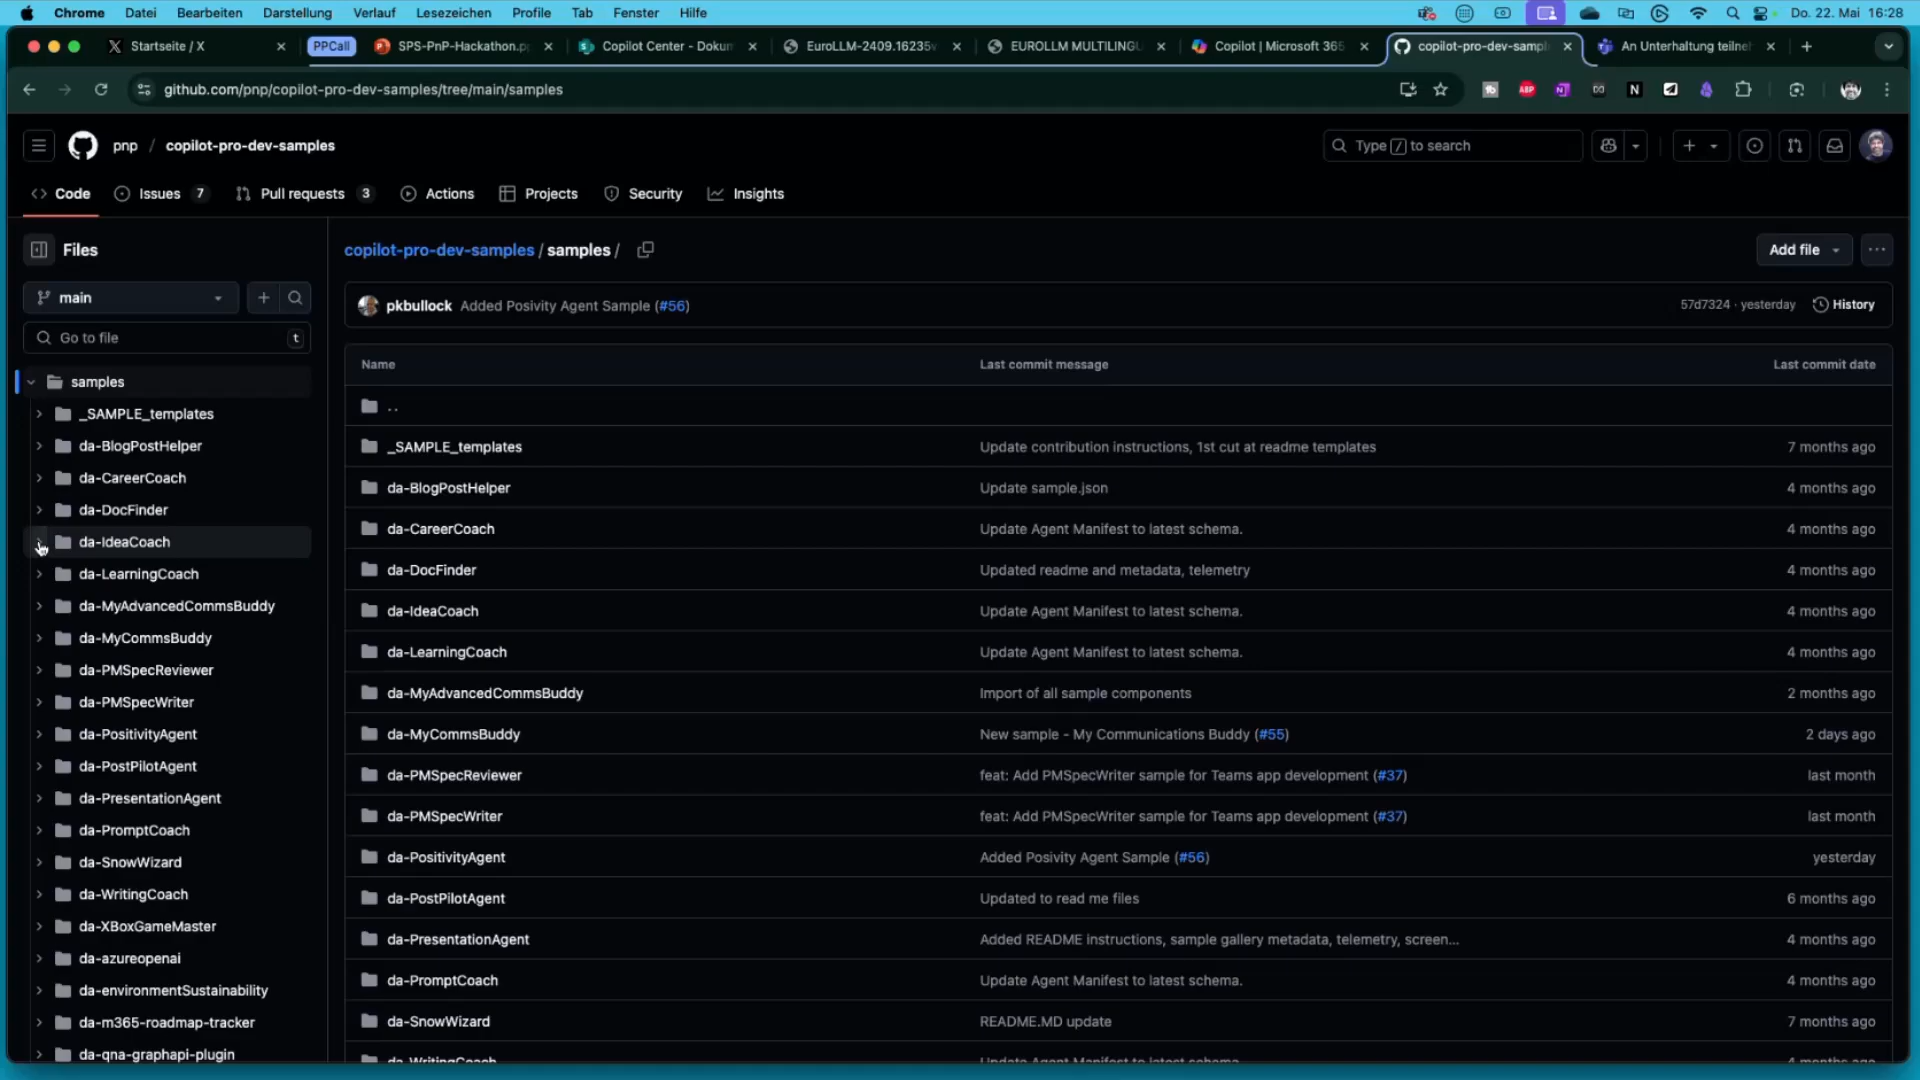 Chrome Datei Bearbeiten Darstellung Verlauf Lesezeichen Profile Tab Fenster Hilfe Do. 22. Mai 16:28
Startseite / X PPCall SPS-PnP-Hackathon.p Copilot Center - Dokun EuroLLM-2409.16235v EUROLLM MULTILINGU Copilot | Microsoft 365 copilot-pro-dev-sampl An Unterhaltung teilneh
github.com/pnp/copilot-pro-dev-samples/tree/main/samples ABP N
pnp / copilot-pro-dev-samples Type / to search
Code Issues 7 Pull requests 3 Actions Projects Security Insights
Files
copilot-pro-dev-samples / samples / Add file
main
pkbullock Added Posivity Agent Sample (#56) 57d7324 · yesterday History
Go to file t
Name Last commit message Last commit date
samples
_SAMPLE_templates
da-BlogPostHelper
da-CareerCoach
da-DocFinder
da-IdeaCoach
da-LearningCoach
da-MyAdvancedCommsBuddy
da-MyCommsBuddy
da-PMSpecReviewer
da-PMSpecWriter
da-PositivityAgent
da-PostPilotAgent
da-PresentationAgent
da-PromptCoach
da-SnowWizard
da-WritingCoach
da-XBoxGameMaster
da-azureopenai
da-environmentSustainability
da-m365-roadmap-tracker
da-qna-graphapi-plugin
..
_SAMPLE_templates Update contribution instructions, 1st cut at readme templates 7 months ago
da-BlogPostHelper Update sample.json 4 months ago
da-CareerCoach Update Agent Manifest to latest schema. 4 months ago
da-DocFinder Updated readme and metadata, telemetry 4 months ago
da-IdeaCoach Update Agent Manifest to latest schema. 4 months ago
da-LearningCoach Update Agent Manifest to latest schema. 4 months ago
da-MyAdvancedCommsBuddy Import of all sample components 2 months ago
da-MyCommsBuddy New sample - My Communications Buddy (#55) 2 days ago
da-PMSpecReviewer feat: Add PMSpecWriter sample for Teams app development (#37) last month
da-PMSpecWriter feat: Add PMSpecWriter sample for Teams app development (#37) last month
da-PositivityAgent Added Posivity Agent Sample (#56) yesterday
da-PostPilotAgent Updated to read me files 6 months ago
da-PresentationAgent Added README instructions, sample gallery metadata, telemetry, screen... 4 months ago
da-PromptCoach Update Agent Manifest to latest schema. 4 months ago
da-SnowWizard README.MD update 7 months ago
da-WritingCoach Update Agent Manifest to latest schema. 4 months ago